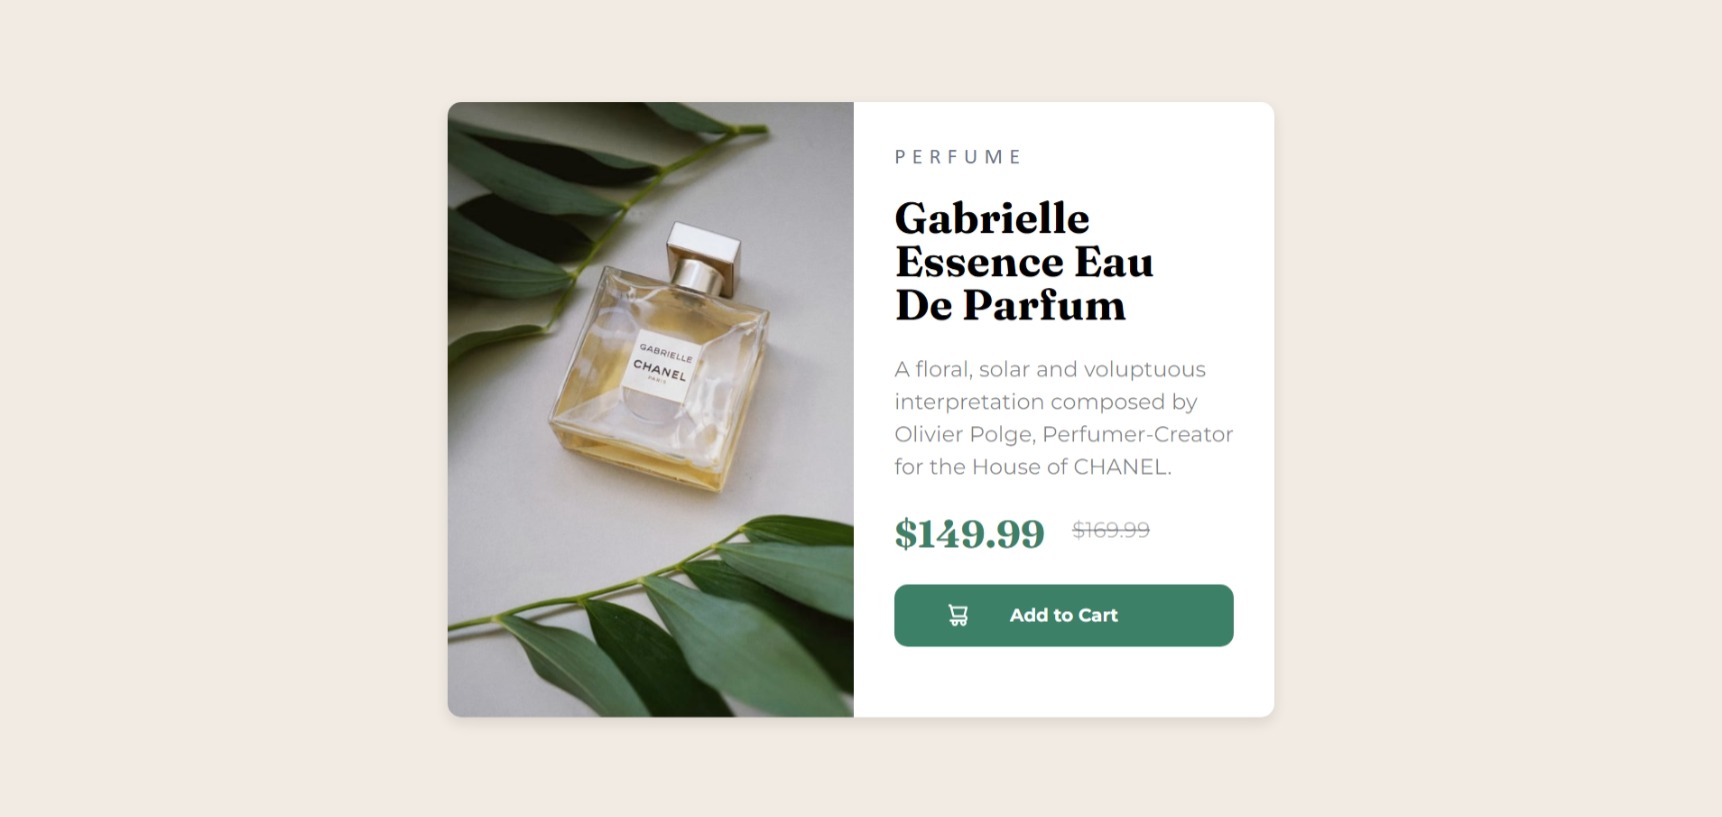 GABRIELLE
CHANEL
PARIS
PERFUME
Gabrielle
Essence Eau
De Parfum
A floral, solar and voluptuous
interpretation composed by
Olivier Polge, Perfumer-Creator
for the House of CHANEL.
$149.99 $169.99
Add to Cart